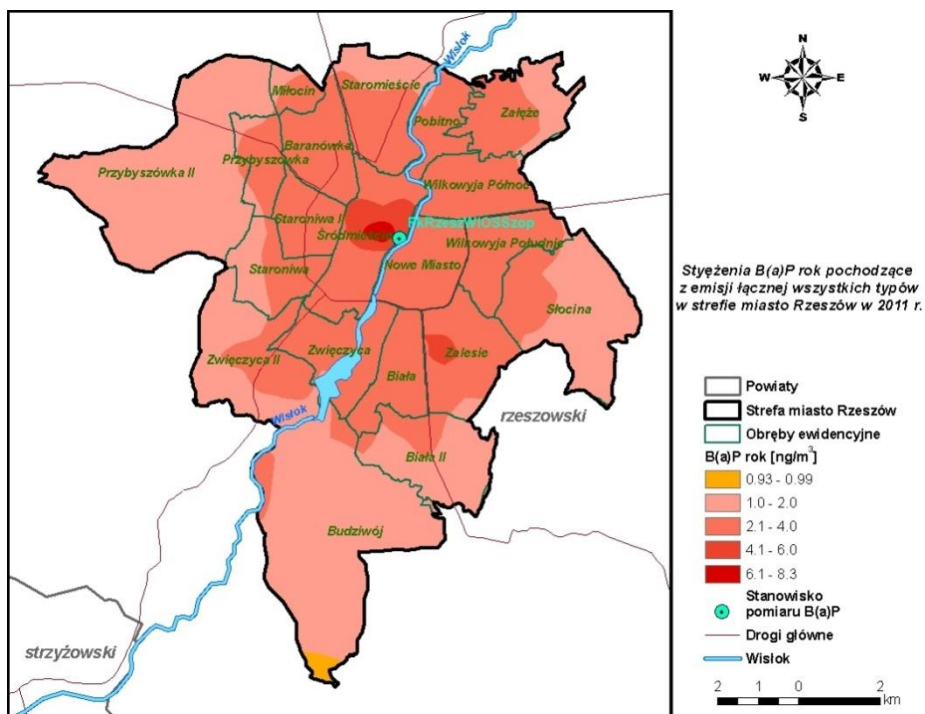 Wisłok
Staromieście
Miłocin
Załęże
Pobitno
Baranówka
Przybyszówka
Przybyszówka II
Wilkowyja Północ
Staroniwa I
Śródmieście
Wilkowyja Południe
Nowe Miasto
Staroniwa
Słocina
Zwięczyca
Zwięczyca II
Zalesie
Biała
Wisłok
rzeszowski
Biała II
Budziwój
strzyżowski
N
W E
S
Styężenia B(a)P rok pochodzące
z emisji łącznej wszystkich typów
w strefie miasto Rzeszów w 2011 r.
Powiaty
Strefa miasto Rzeszów
Obręby ewidencyjne
B(a)P rok [ng/m³]
0.93 - 0.99
1.0 - 2.0
2.1 - 4.0
4.1 - 6.0
6.1 - 8.3
Stanowisko
pomiaru B(a)P
Drogi główne
Wisłok
2 1 0 2
km